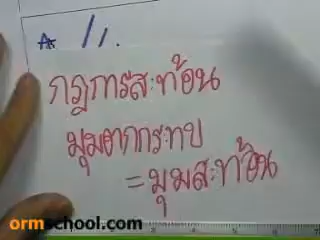 กฎการสะท้อน
มุมตกกระทบ
= มุมสะท้อน
ormschool.com